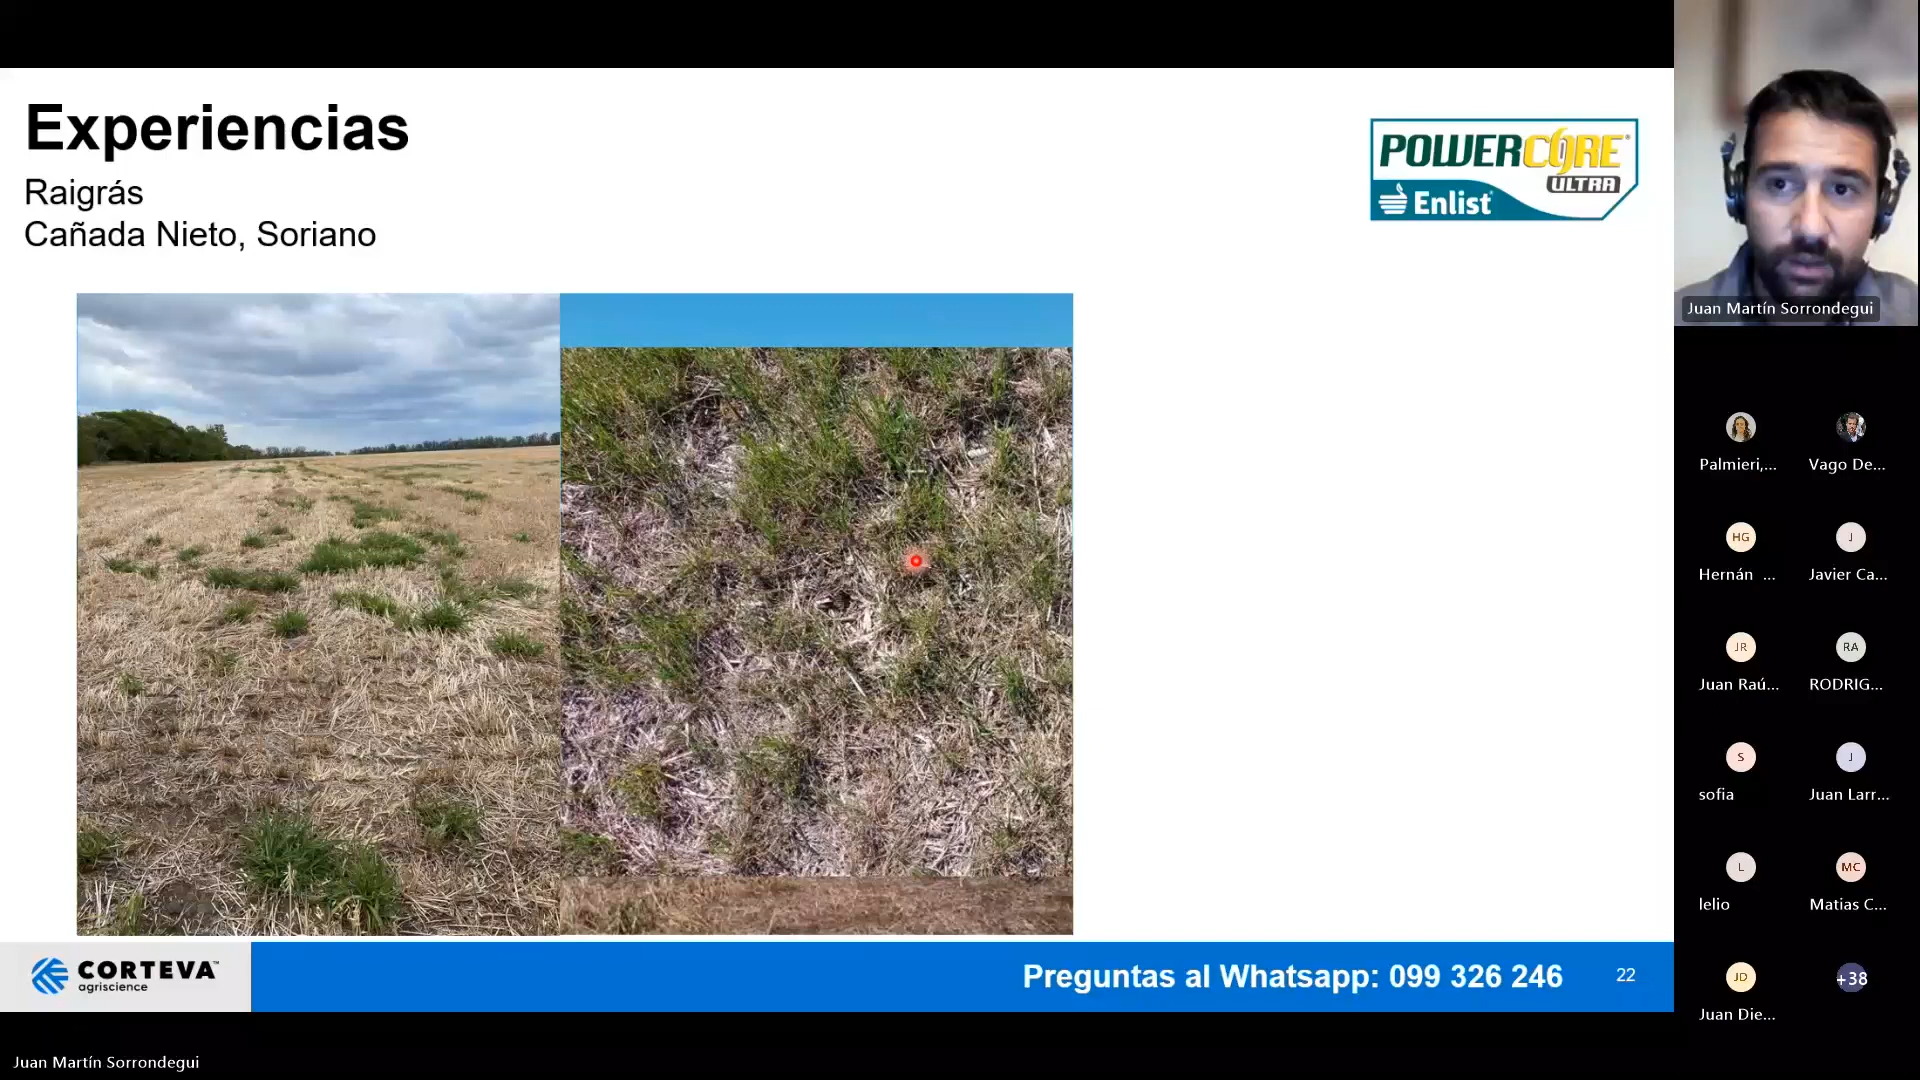 Experiencias
Raigrás
Cañada Nieto, Soriano
POWERCORE®
ULTRA
Enlist®
Juan Martín Sorrondegui
Palmieri,...
Vago De...
HG
J
Hernán ...
Javier Ca...
JR
RA
Juan Raú...
RODRIG...
S
J
sofia
Juan Larr...
L
MC
lelio
Matias C...
JD
+38
Juan Die...
CORTEVA™
agriscience
Preguntas al Whatsapp: 099 326 246
22
Juan Martín Sorrondegui